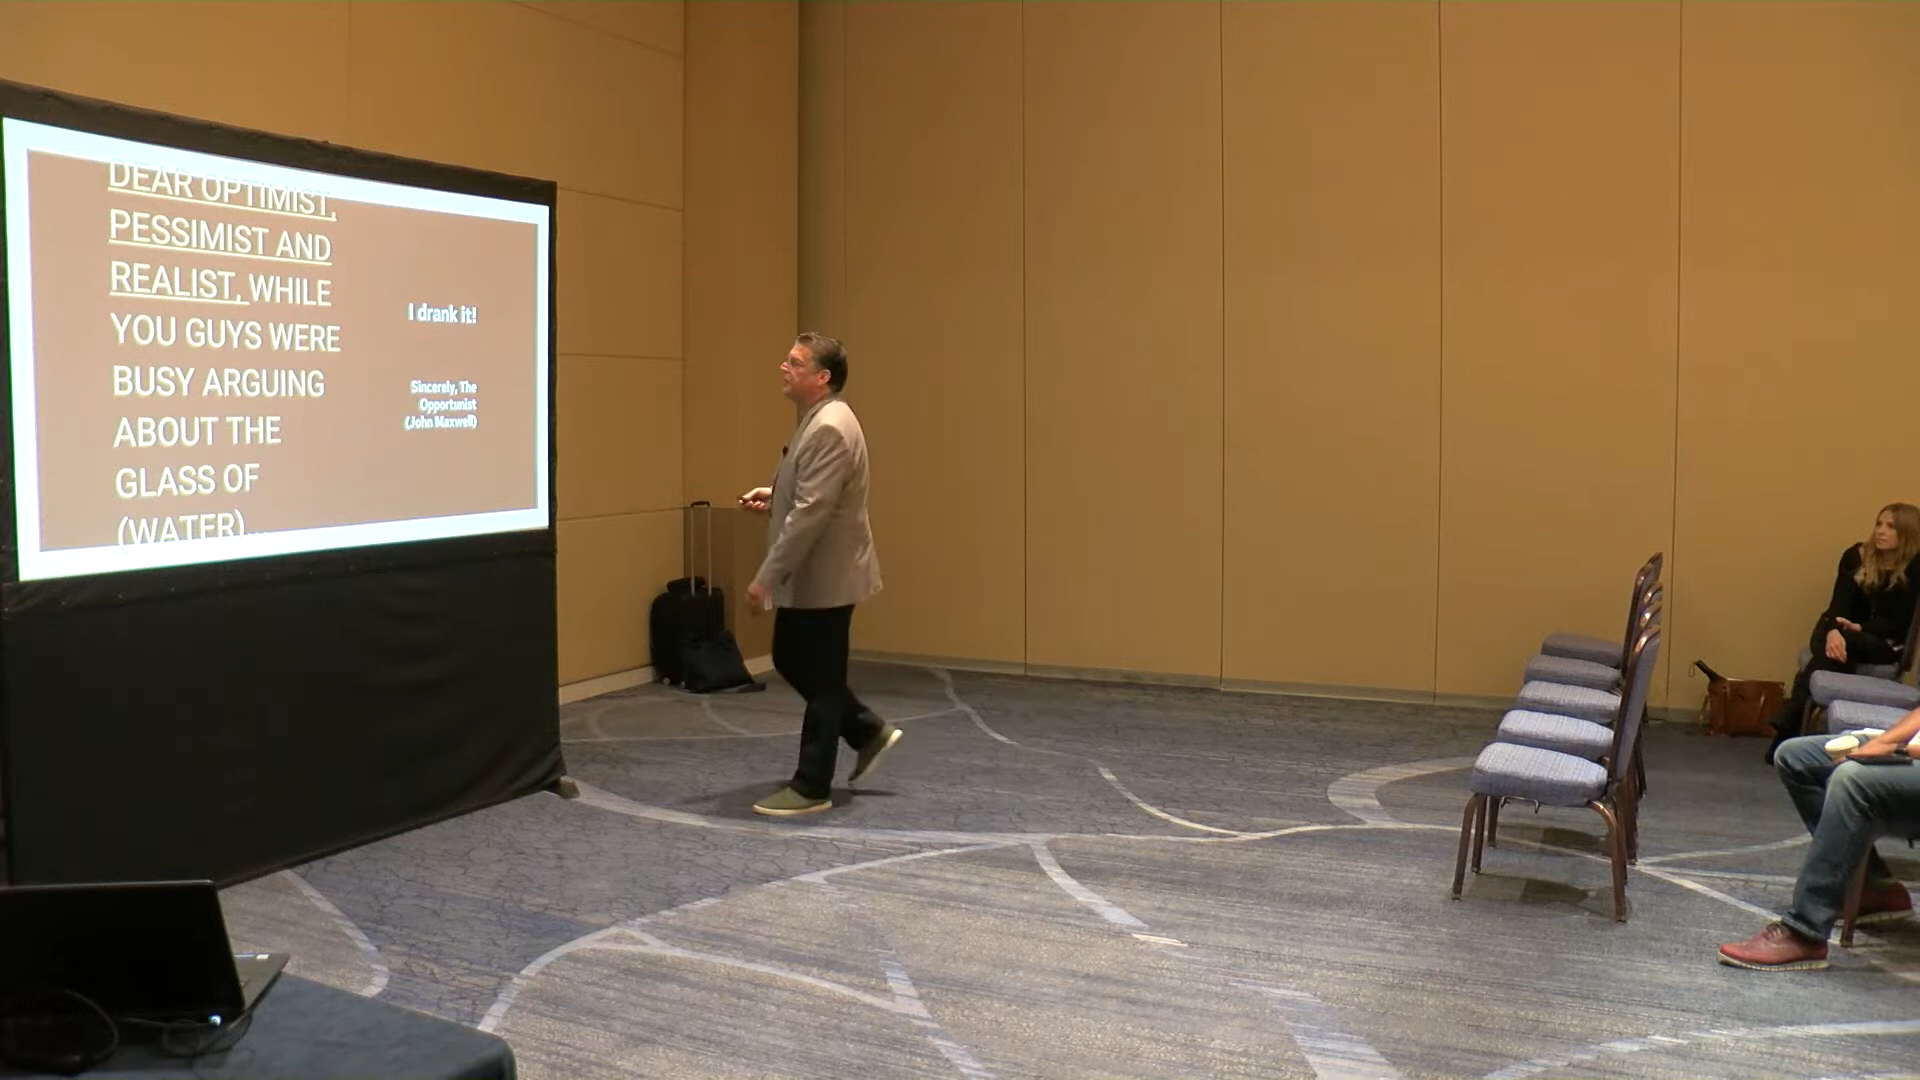 DEAR OPTIMIST,
PESSIMIST AND
REALIST, WHILE
YOU GUYS WERE
BUSY ARGUING
ABOUT THE
GLASS OF
(WATER)...
I drank it!
Sincerely, The
Opportunist
(John Maxwell)